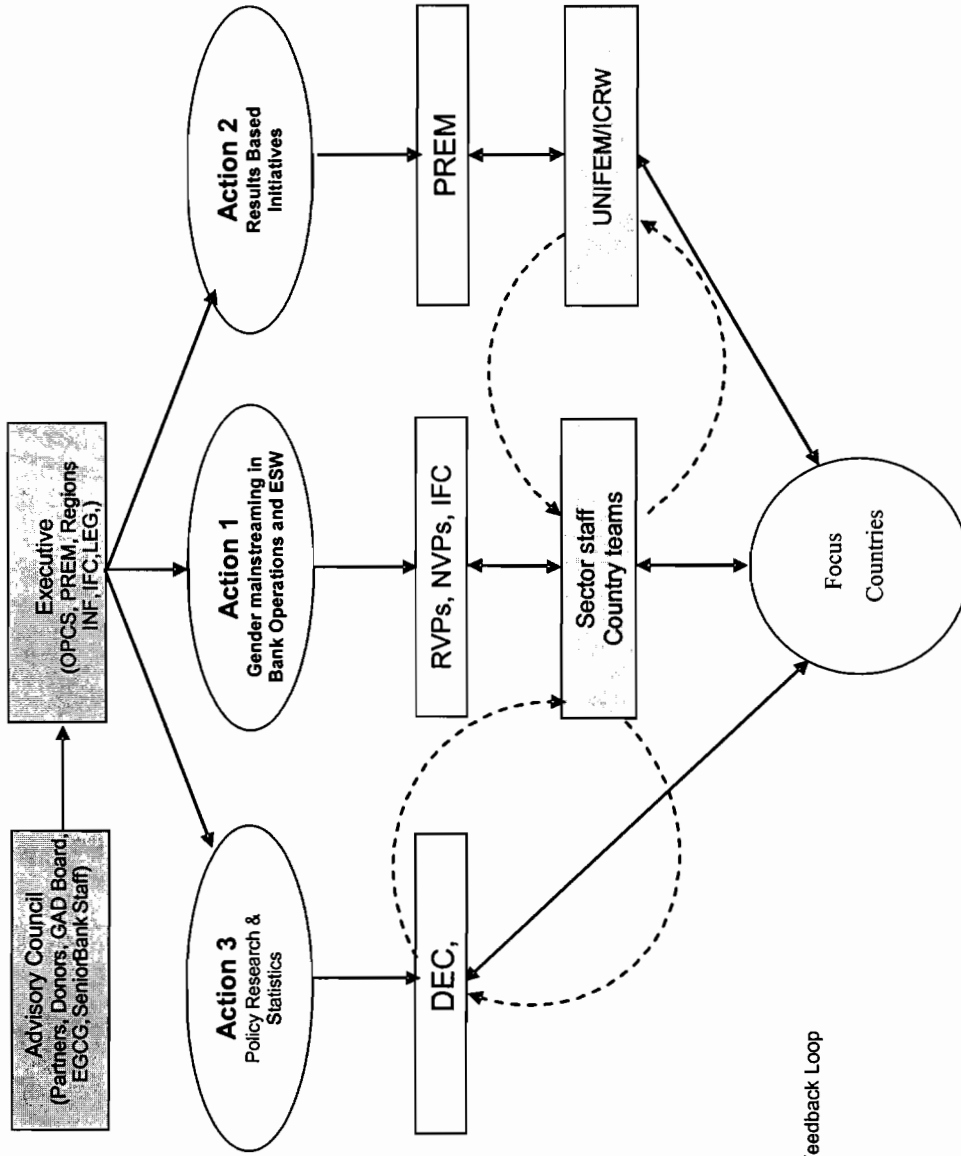 Advisory Council
(Partners, Donors, GAD Board,
EGCG, SeniorBank Staff)
Executive
(OPCS, PREM, Regions
INF, IFC,LEG,)
Action 3
Policy Research &
Statistics
Action 1
Gender mainstreaming in
Bank Operations and ESW
Action 2
Results Based
Initiatives
DEC,
RVPs, NVPs, IFC
PREM
Sector staff
Country teams
UNIFEM/ICRW
Focus
Countries
Loop